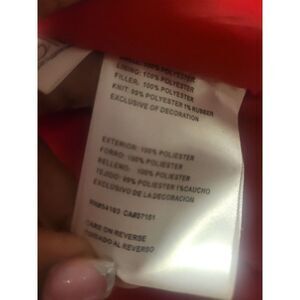 LINING: 100% POLYESTER
FILLER: 100% POLYESTER
KNIT: 99% POLYESTER 1% RUBBER
EXCLUSIVE OF DECORATION
EXTERIOR: 100% POLIESTER
FORRO: 100% POLIESTER
RELLENO: 100% POLIESTER
TEJIDO: 99% POLIESTER 1% CAUCHO
EXCLUSIVO DE LA DECORACION
CARE ON REVERSE
CUIDADO AL REVERSO